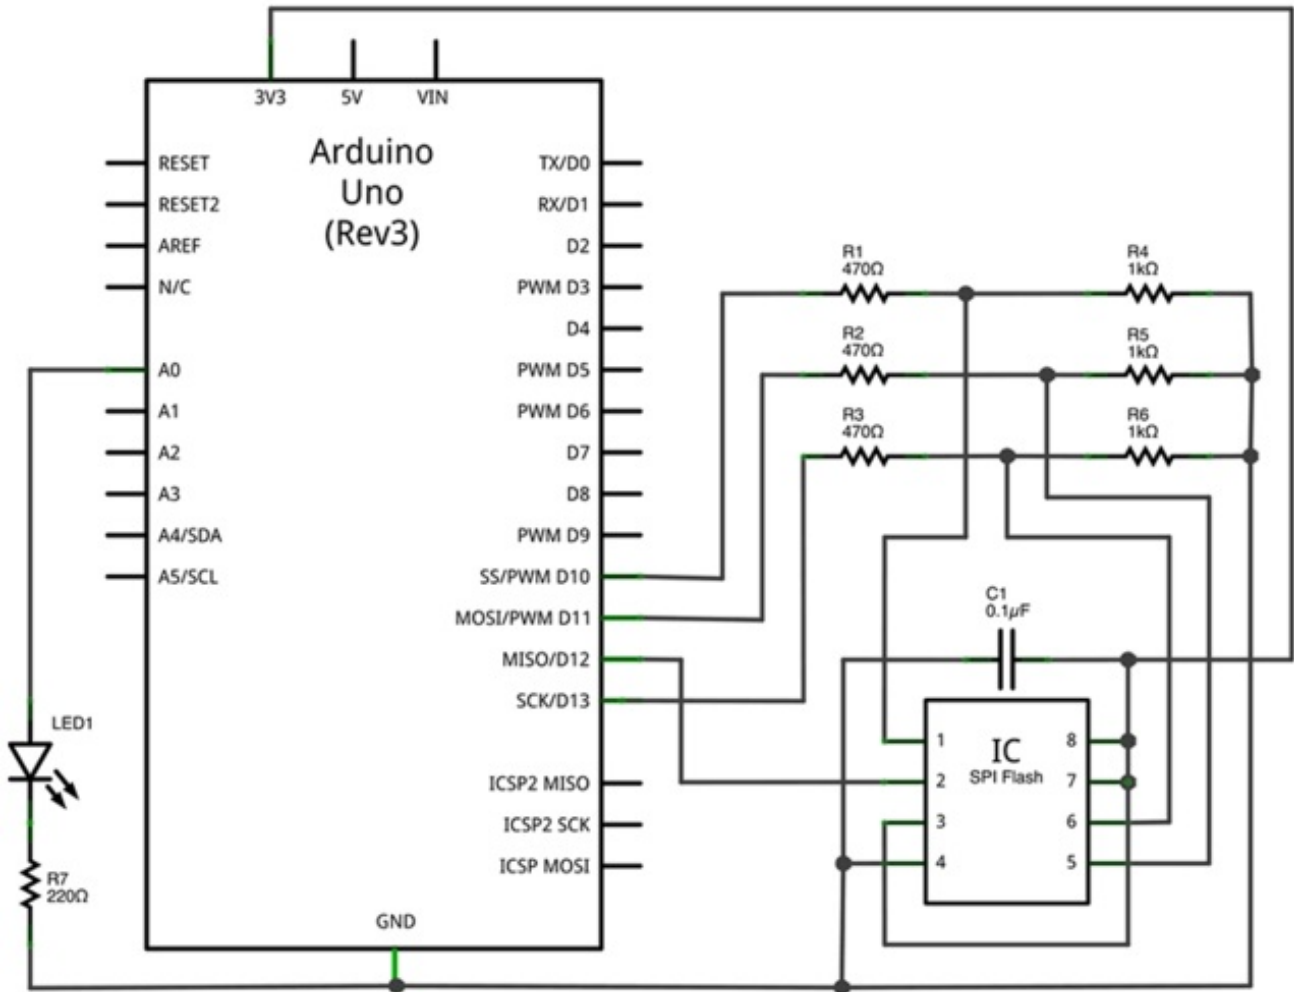 3V3
5V
VIN
Arduino
Uno
(Rev3)
RESET
RESET2
AREF
N/C
A0
A1
A2
A3
A4/SDA
A5/SCL
TX/D0
RX/D1
D2
PWM D3
D4
PWM D5
PWM D6
D7
D8
PWM D9
SS/PWM D10
MOSI/PWM D11
MISO/D12
SCK/D13
ICSP2 MISO
ICSP2 SCK
ICSP MOSI
GND
LED1
R7
220Ω
R1
470Ω
R2
470Ω
R3
470Ω
R4
1kΩ
R5
1kΩ
R6
1kΩ
C1
0.1µF
IC
SPI Flash
1
2
3
4
8
7
6
5